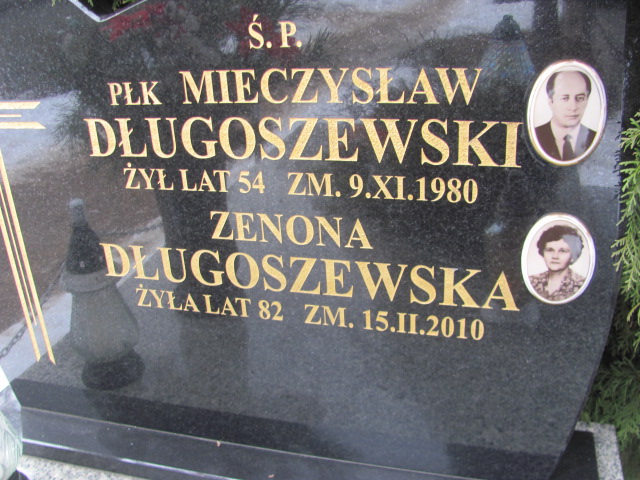 Ś. P.
PŁK MIECZYSŁAW
DŁUGOSZEWSKI
ŻYŁ LAT 54 ZM. 9.XI.1980
ZENONA
DŁUGOSZEWSKA
ŻYŁA LAT 82 ZM. 15.II.2010